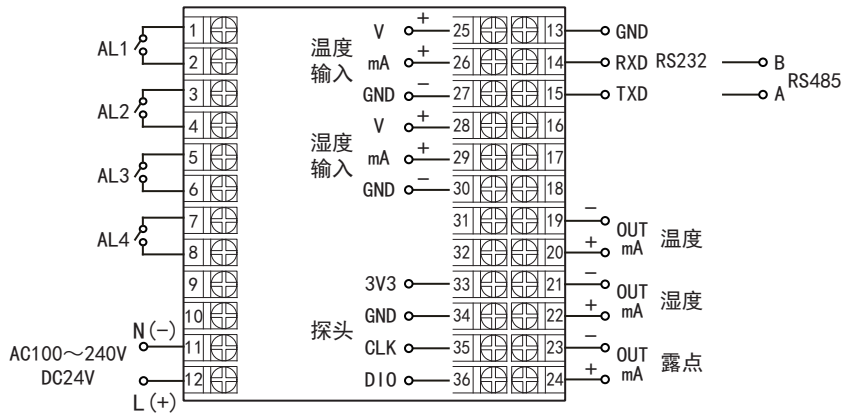 AL1
AL2
AL3
AL4
N(−)
AC100～240V
DC24V
L(+)
1
2
3
4
5
6
7
8
9
10
11
12
温度
输入
V +
mA +
GND −
湿度
输入
V +
mA +
GND −
探头
3V3
GND
CLK
DIO
25
26
27
28
29
30
31
32
33
34
35
36
13
14
15
16
17
18
19
20
21
22
23
24
GND
RXD RS232
TXD
B
A
RS485
−
OUT
+ mA 温度
−
OUT
+ mA 湿度
−
OUT
+ mA 露点